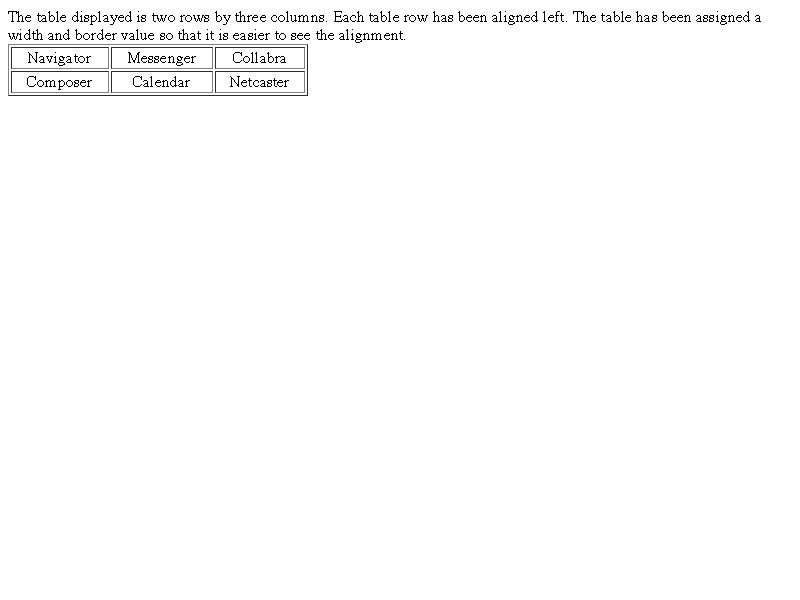 The table displayed is two rows by three columns. Each table row has been aligned left. The table has been assigned a
width and border value so that it is easier to see the alignment.
Navigator Messenger Collabra
Composer Calendar Netcaster